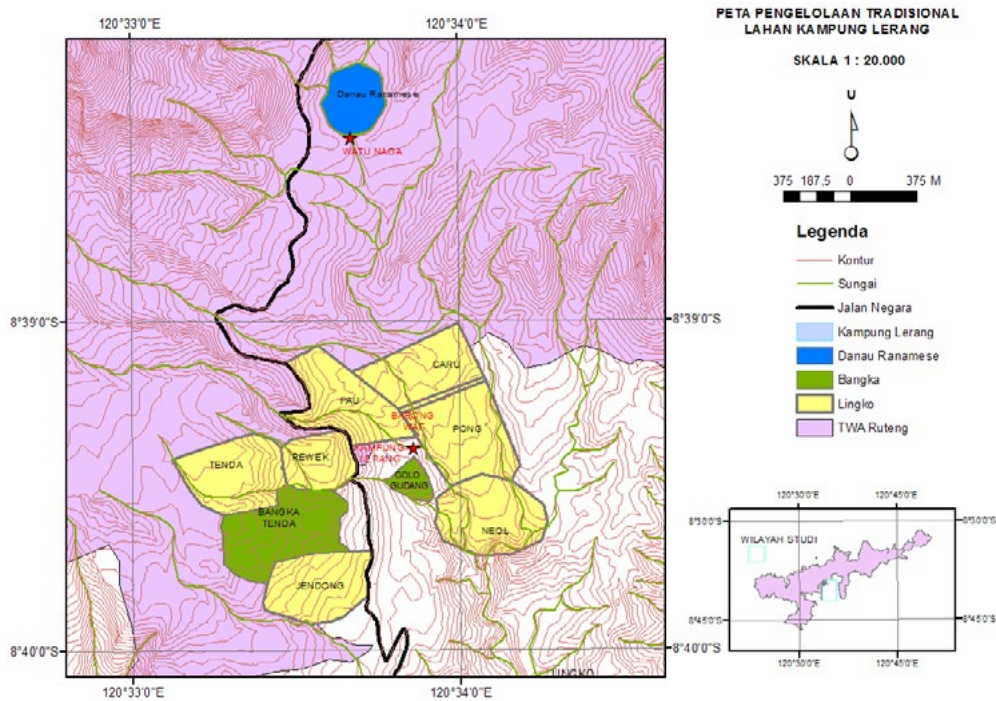 PETA PENGELOLAAN TRADISIONAL
LAHAN KAMPUNG LERANG
SKALA 1 : 20.000
U
375 187,5 0 375 M
Legenda
Kontur
Sungai
Jalan Negara
Kampung Lerang
Danau Ranamese
Bangka
Lingko
TWA Ruteng
120°33'0"E 120°34'0"E
Danau Ranamese
WATU NAGA
8°39'0"S 8°39'0"S
CARU
PAU
PONG
KAMPUNG
LERANG
TENDA
REWEK
GOLO
GUDANG
BANGKA
TENDA
NEOL
JENDONG
8°40'0"S 8°40'0"S
LINGKO
120°33'0"E 120°34'0"E
120°30'0"E 120°45'0"E
8°30'0"S 8°30'0"S
WILAYAH STUDI
8°45'0"S 8°45'0"S
120°30'0"E 120°45'0"E